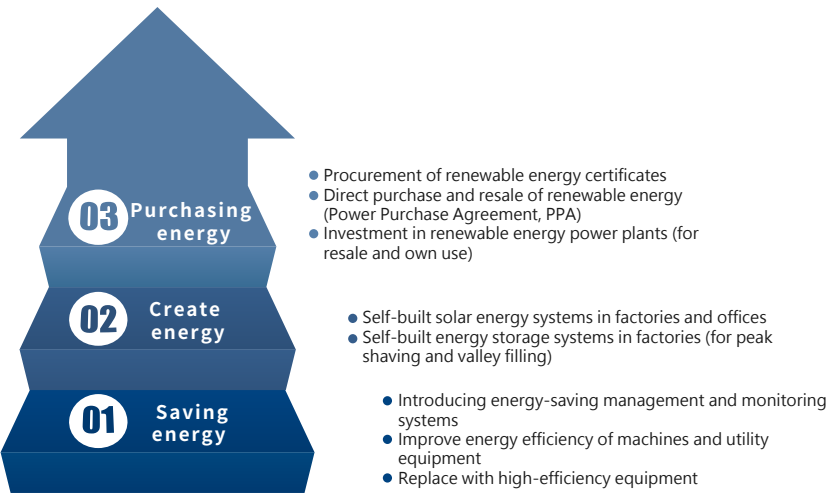 03 Purchasing
energy
● Procurement of renewable energy certificates
● Direct purchase and resale of renewable energy
(Power Purchase Agreement, PPA)
● Investment in renewable energy power plants (for
resale and own use)
02 Create
energy
● Self-built solar energy systems in factories and offices
● Self-built energy storage systems in factories (for peak
shaving and valley filling)
01 Saving
energy
● Introducing energy-saving management and monitoring
systems
● Improve energy efficiency of machines and utility
equipment
● Replace with high-efficiency equipment